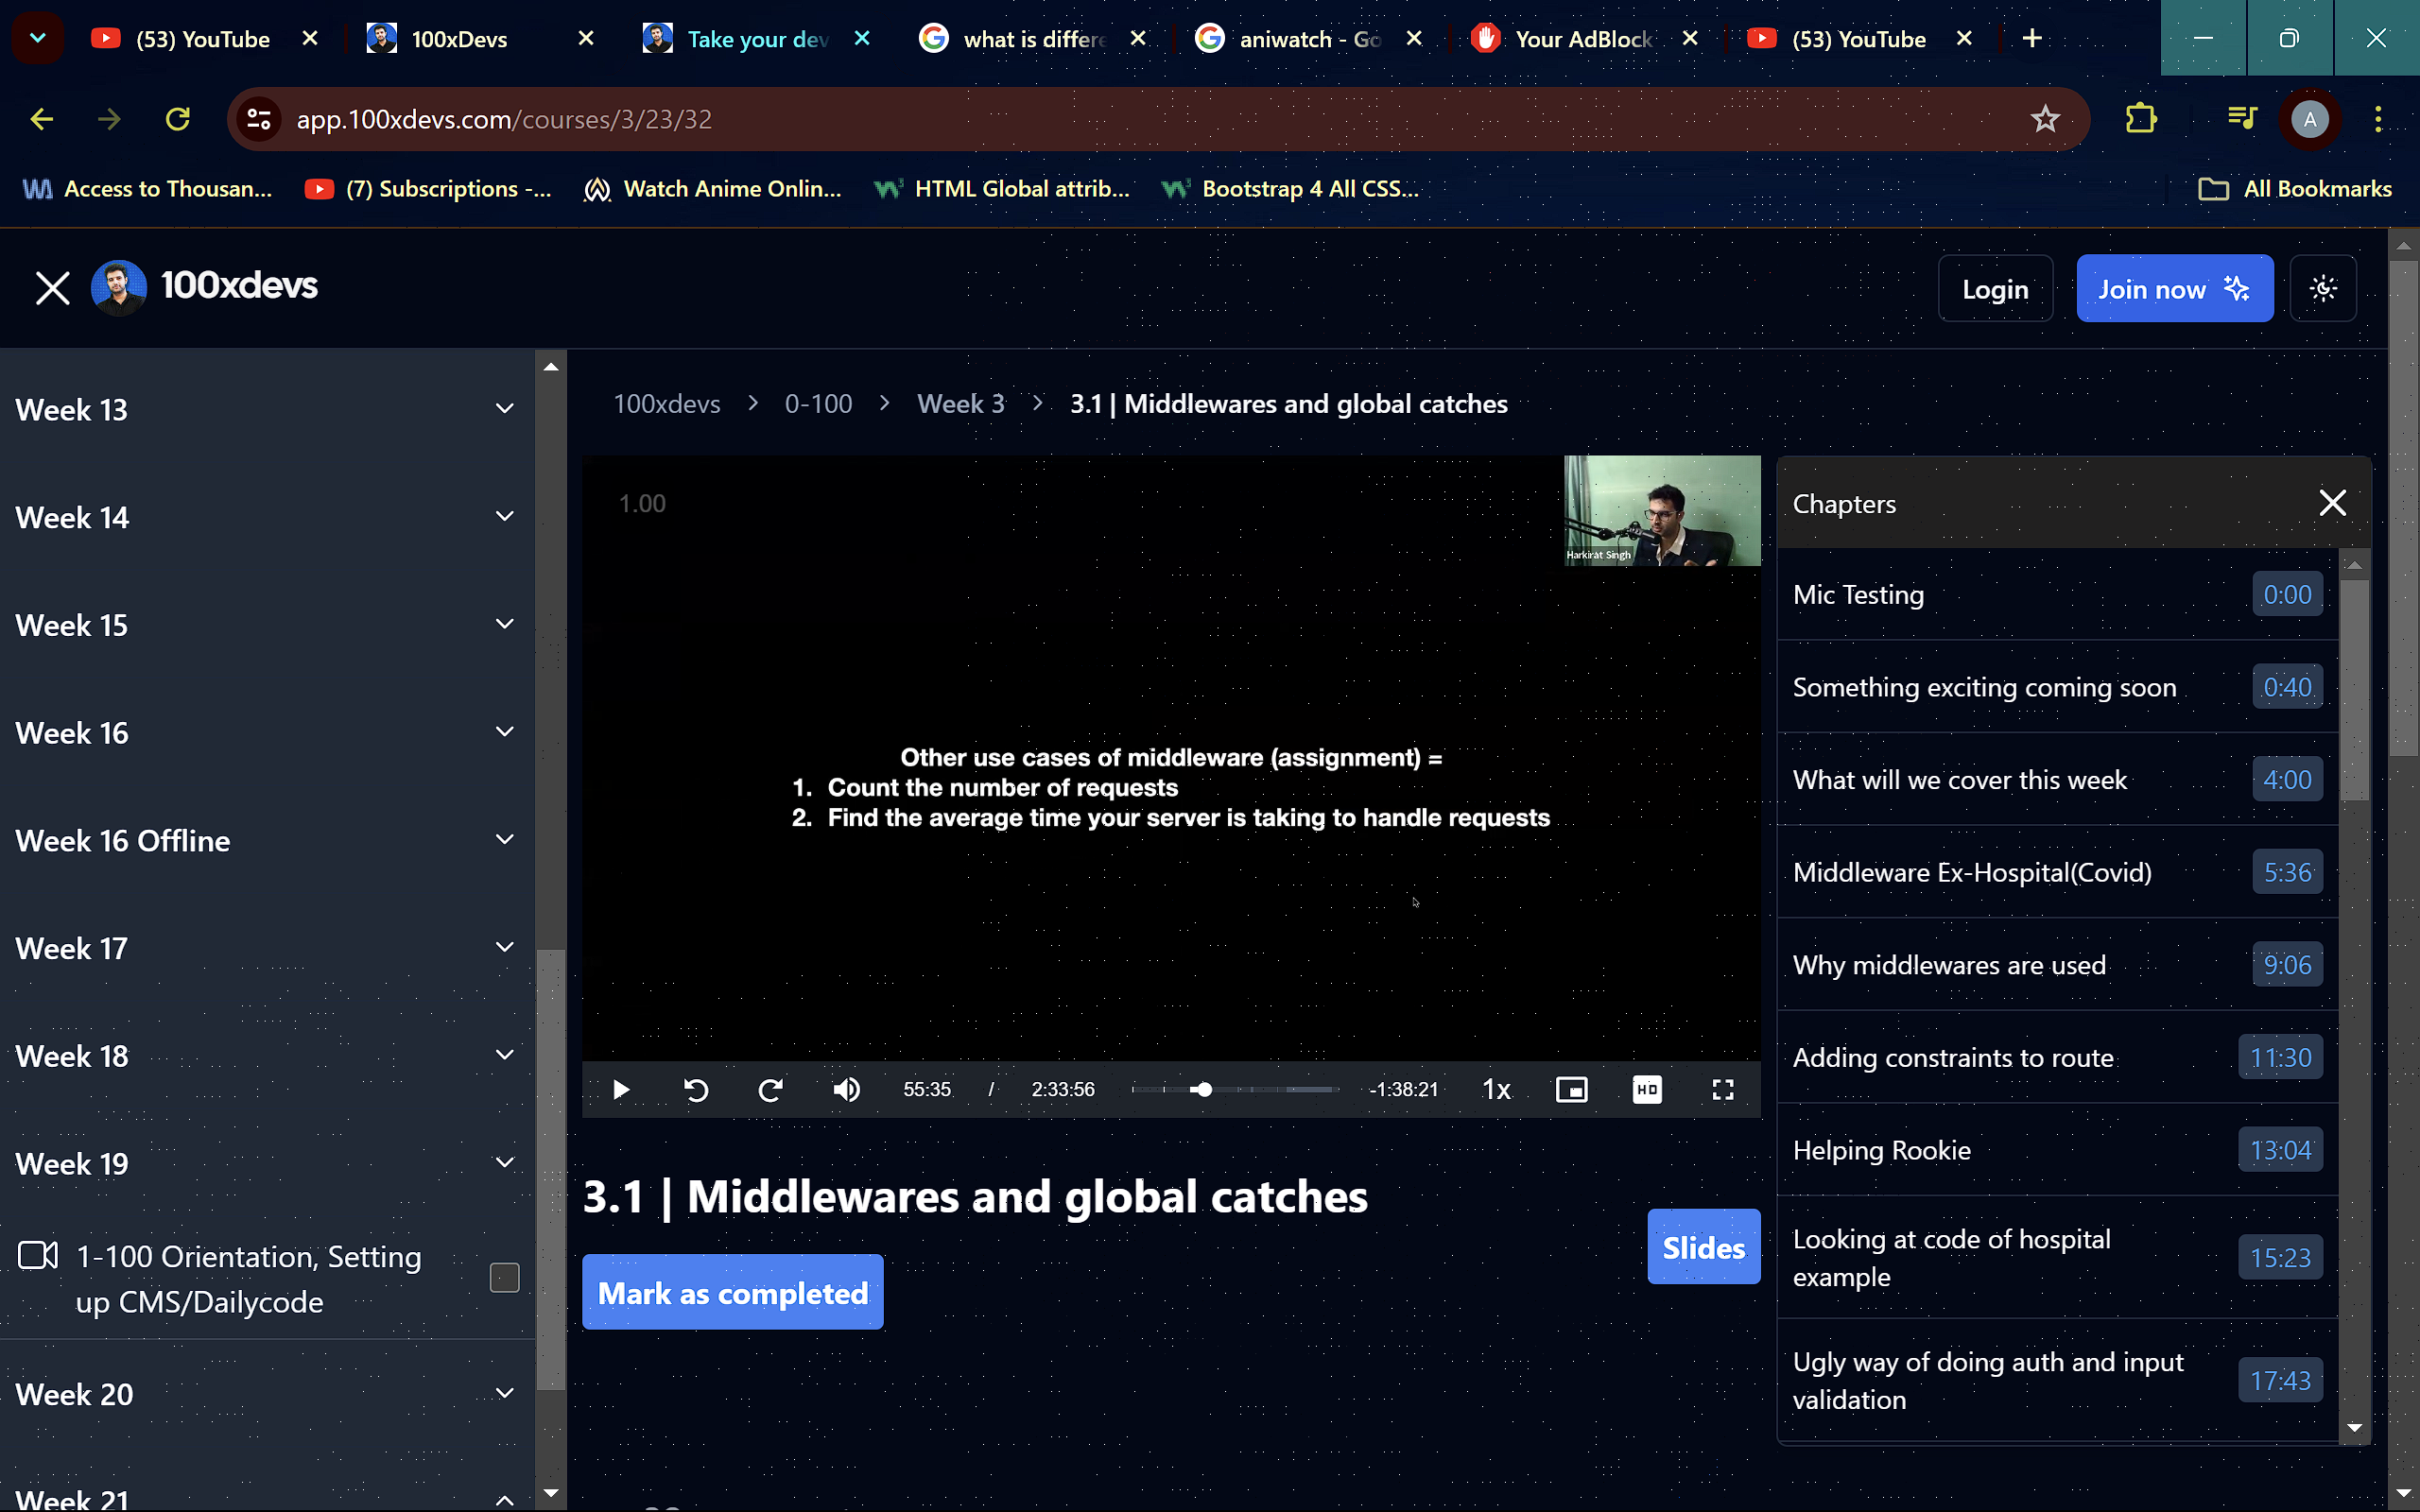 (53) YouTube
100xDevs
Take your dev
what is differe
aniwatch - Go
Your AdBlock
(53) YouTube
app.100xdevs.com/courses/3/23/32
A
Access to Thousan...
(7) Subscriptions -...
Watch Anime Onlin...
HTML Global attrib...
Bootstrap 4 All CSS...
All Bookmarks
100xdevs
Login
Join now
Week 13
Week 14
Week 15
Week 16
Week 16 Offline
Week 17
Week 18
Week 19
1-100 Orientation, Setting
up CMS/Dailycode
Week 20
Week 21
100xdevs > 0-100 > Week 3 > 3.1 | Middlewares and global catches
1.00
Harkirat Singh
Other use cases of middleware (assignment) =
1. Count the number of requests
2. Find the average time your server is taking to handle requests
55:35 / 2:33:56 -1:38:21 1x HD
3.1 | Middlewares and global catches
Slides
Mark as completed
Chapters
Mic Testing 0:00
Something exciting coming soon 0:40
What will we cover this week 4:00
Middleware Ex-Hospital(Covid) 5:36
Why middlewares are used 9:06
Adding constraints to route 11:30
Helping Rookie 13:04
Looking at code of hospital
example 15:23
Ugly way of doing auth and input
validation 17:43